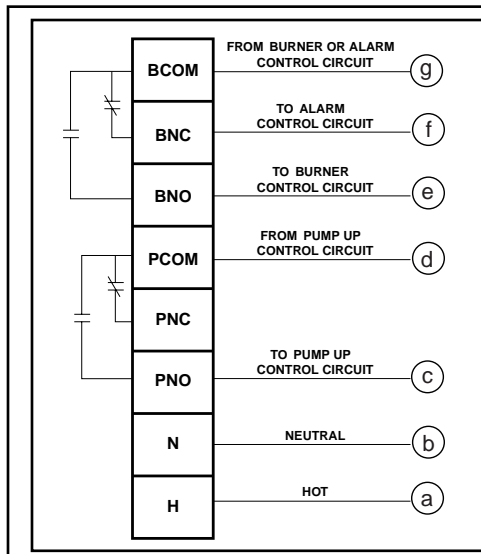 FROM BURNER OR ALARM
CONTROL CIRCUIT
BCOM
g
TO ALARM
CONTROL CIRCUIT
BNC
f
TO BURNER
CONTROL CIRCUIT
BNO
e
FROM PUMP UP
CONTROL CIRCUIT
PCOM
d
PNC
TO PUMP UP
CONTROL CIRCUIT
PNO
c
N
NEUTRAL
b
H
HOT
a